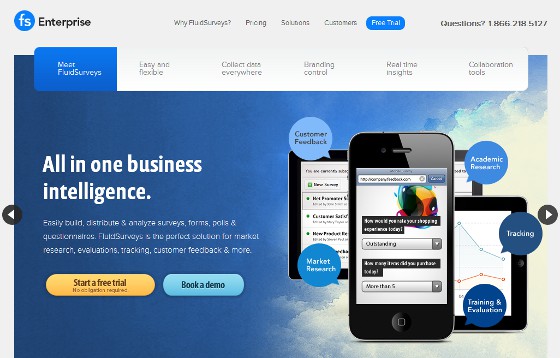 fs Enterprise
Why FluidSurveys?
Pricing
Solutions
Customers
Free Trial
Questions? 1.866.218.5127
Meet
FluidSurveys
Easy and
flexible
Collect data
everywhere
Branding
control
Real time
insights
Collaboration
tools
All in one business
intelligence.
Easily build, distribute & analyze surveys, forms, polls &
questionnaires. FluidSurveys is the perfect solution for market
research, evaluations, tracking, customer feedback & more.
Start a free trial
No obligation required
Book a demo
Customer
Feedback
Academic
Research
Tracking
Market
Research
Training &
Evaluation
New Survey
http://companyfeedback.com
Cancel
How would you rate your shopping
experience today?
Outstanding
How many items did you purchase
today?
More than 5